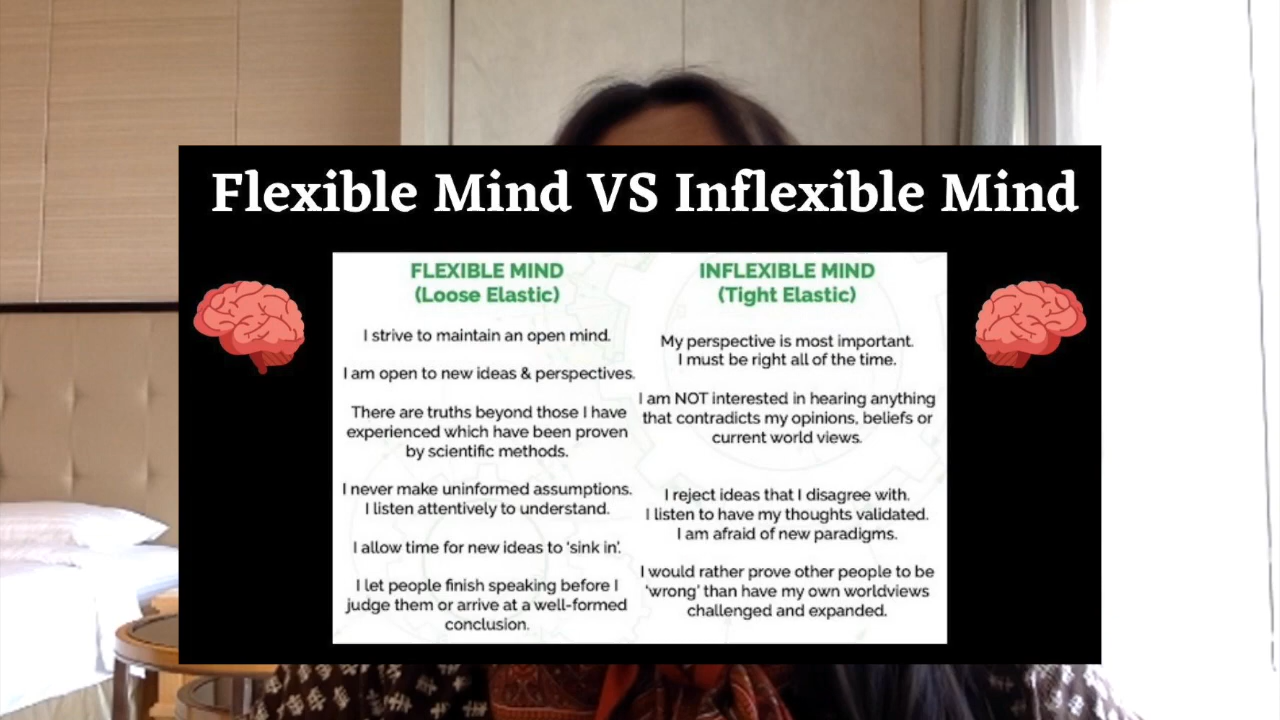 Flexible Mind VS Inflexible Mind
FLEXIBLE MIND
(Loose Elastic)
I strive to maintain an open mind.
I am open to new ideas & perspectives.
There are truths beyond those I have
experienced which have been proven
by scientific methods.
I never make uninformed assumptions.
I listen attentively to understand.
I allow time for new ideas to 'sink in'.
I let people finish speaking before I
judge them or arrive at a well-formed
conclusion.
INFLEXIBLE MIND
(Tight Elastic)
My perspective is most important.
I must be right all of the time.
I am NOT interested in hearing anything
that contradicts my opinions, beliefs or
current world views.
I reject ideas that I disagree with.
I listen to have my thoughts validated.
I am afraid of new paradigms.
I would rather prove other people to be
'wrong' than have my own worldviews
challenged and expanded.